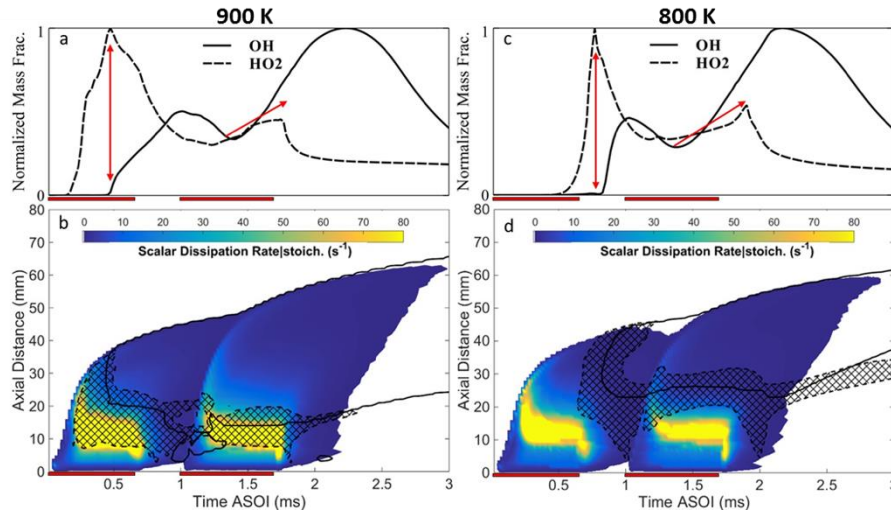 900 K
800 K
a
1
OH
HO2
Normalized Mass Frac.
0
c
1
OH
HO2
Normalized Mass Frac.
0
b
80
70
60
50
40
30
20
10
0
Axial Distance (mm)
0 10 20 30 40 50 60 70 80
Scalar Dissipation Rate|stoich. (s⁻¹)
0.5 1 1.5 2 2.5 3
Time ASOI (ms)
d
80
70
60
50
40
30
20
10
0
Axial Distance (mm)
0 10 20 30 40 50 60 70 80
Scalar Dissipation Rate|stoich. (s⁻¹)
0.5 1 1.5 2 2.5 3
Time ASOI (ms)